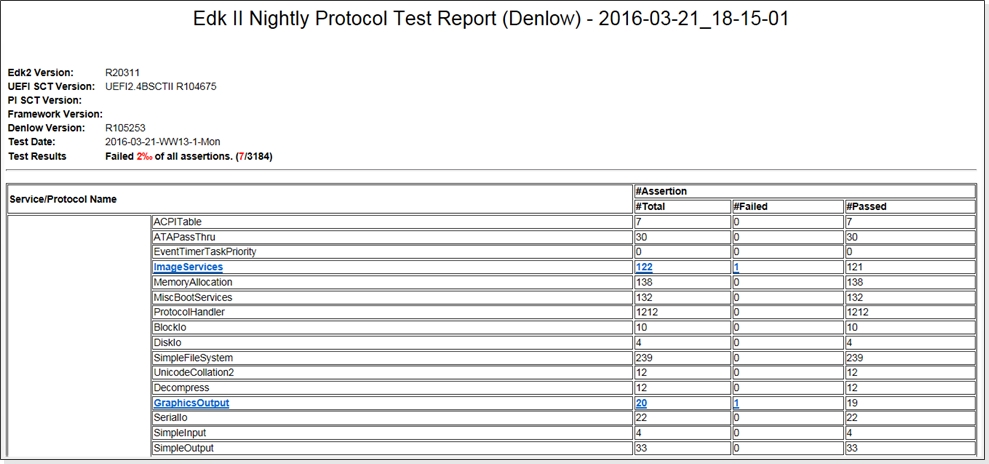 Edk II Nightly Protocol Test Report (Denlow) - 2016-03-21_18-15-01
Edk2 Version: R20311
UEFI SCT Version: UEFI2.4BSCTII R104675
PI SCT Version:
Framework Version:
Denlow Version: R105253
Test Date: 2016-03-21-WW13-1-Mon
Test Results Failed 2‰ of all assertions. (7/3184)
Service/Protocol Name #Assertion
#Total #Failed #Passed
ACPITable 7 0 7
ATAPassThru 30 0 30
EventTimerTaskPriority 0 0 0
ImageServices 122 1 121
MemoryAllocation 138 0 138
MiscBootServices 132 0 132
ProtocolHandler 1212 0 1212
BlockIo 10 0 10
DiskIo 4 0 4
SimpleFileSystem 239 0 239
UnicodeCollation2 12 0 12
Decompress 12 0 12
GraphicsOutput 20 1 19
SerialIo 22 0 22
SimpleInput 4 0 4
SimpleOutput 33 0 33